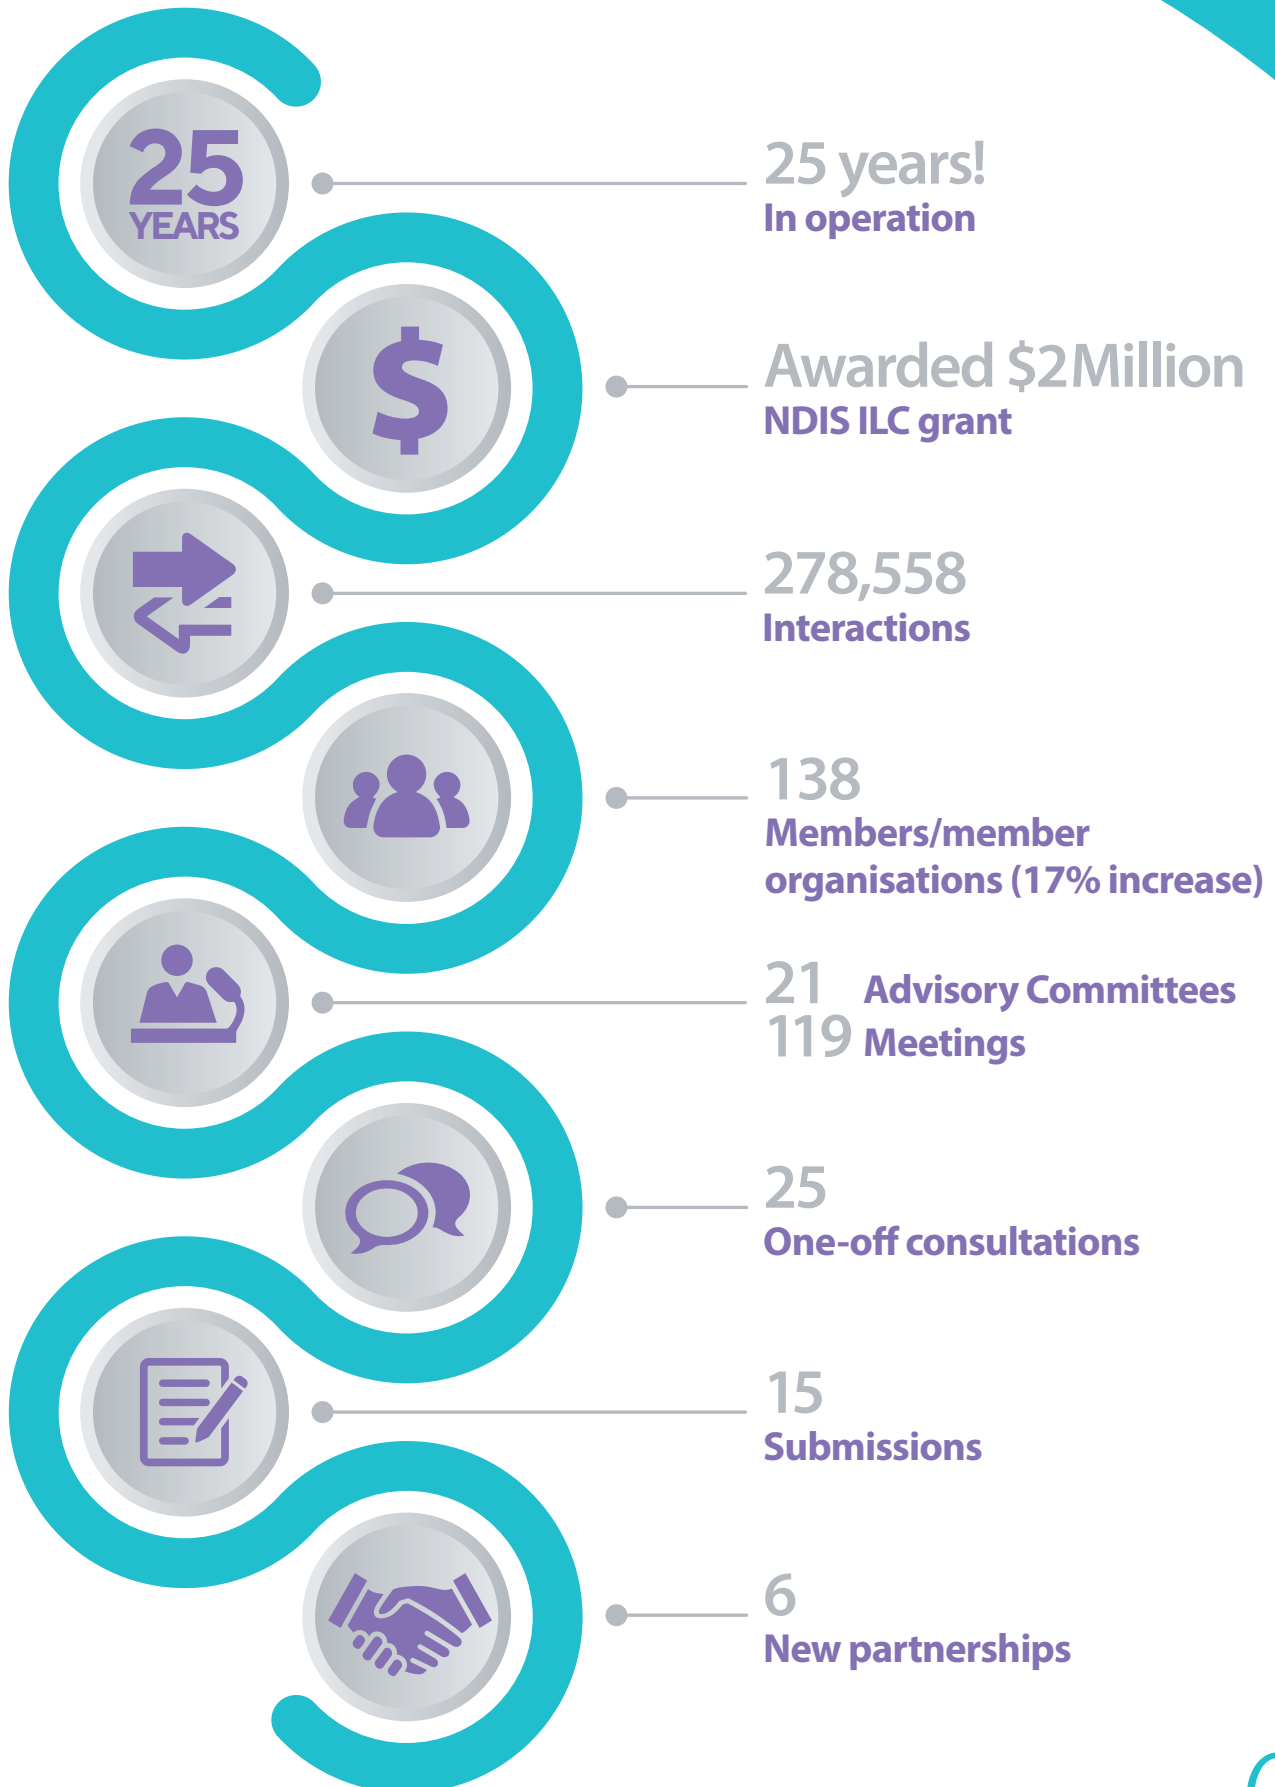 25
YEARS
25 years!
In operation
$
Awarded $2Million
NDIS ILC grant
278,558
Interactions
138
Members/member
organisations (17% increase)
21 Advisory Committees
119 Meetings
25
One-off consultations
15
Submissions
6
New partnerships